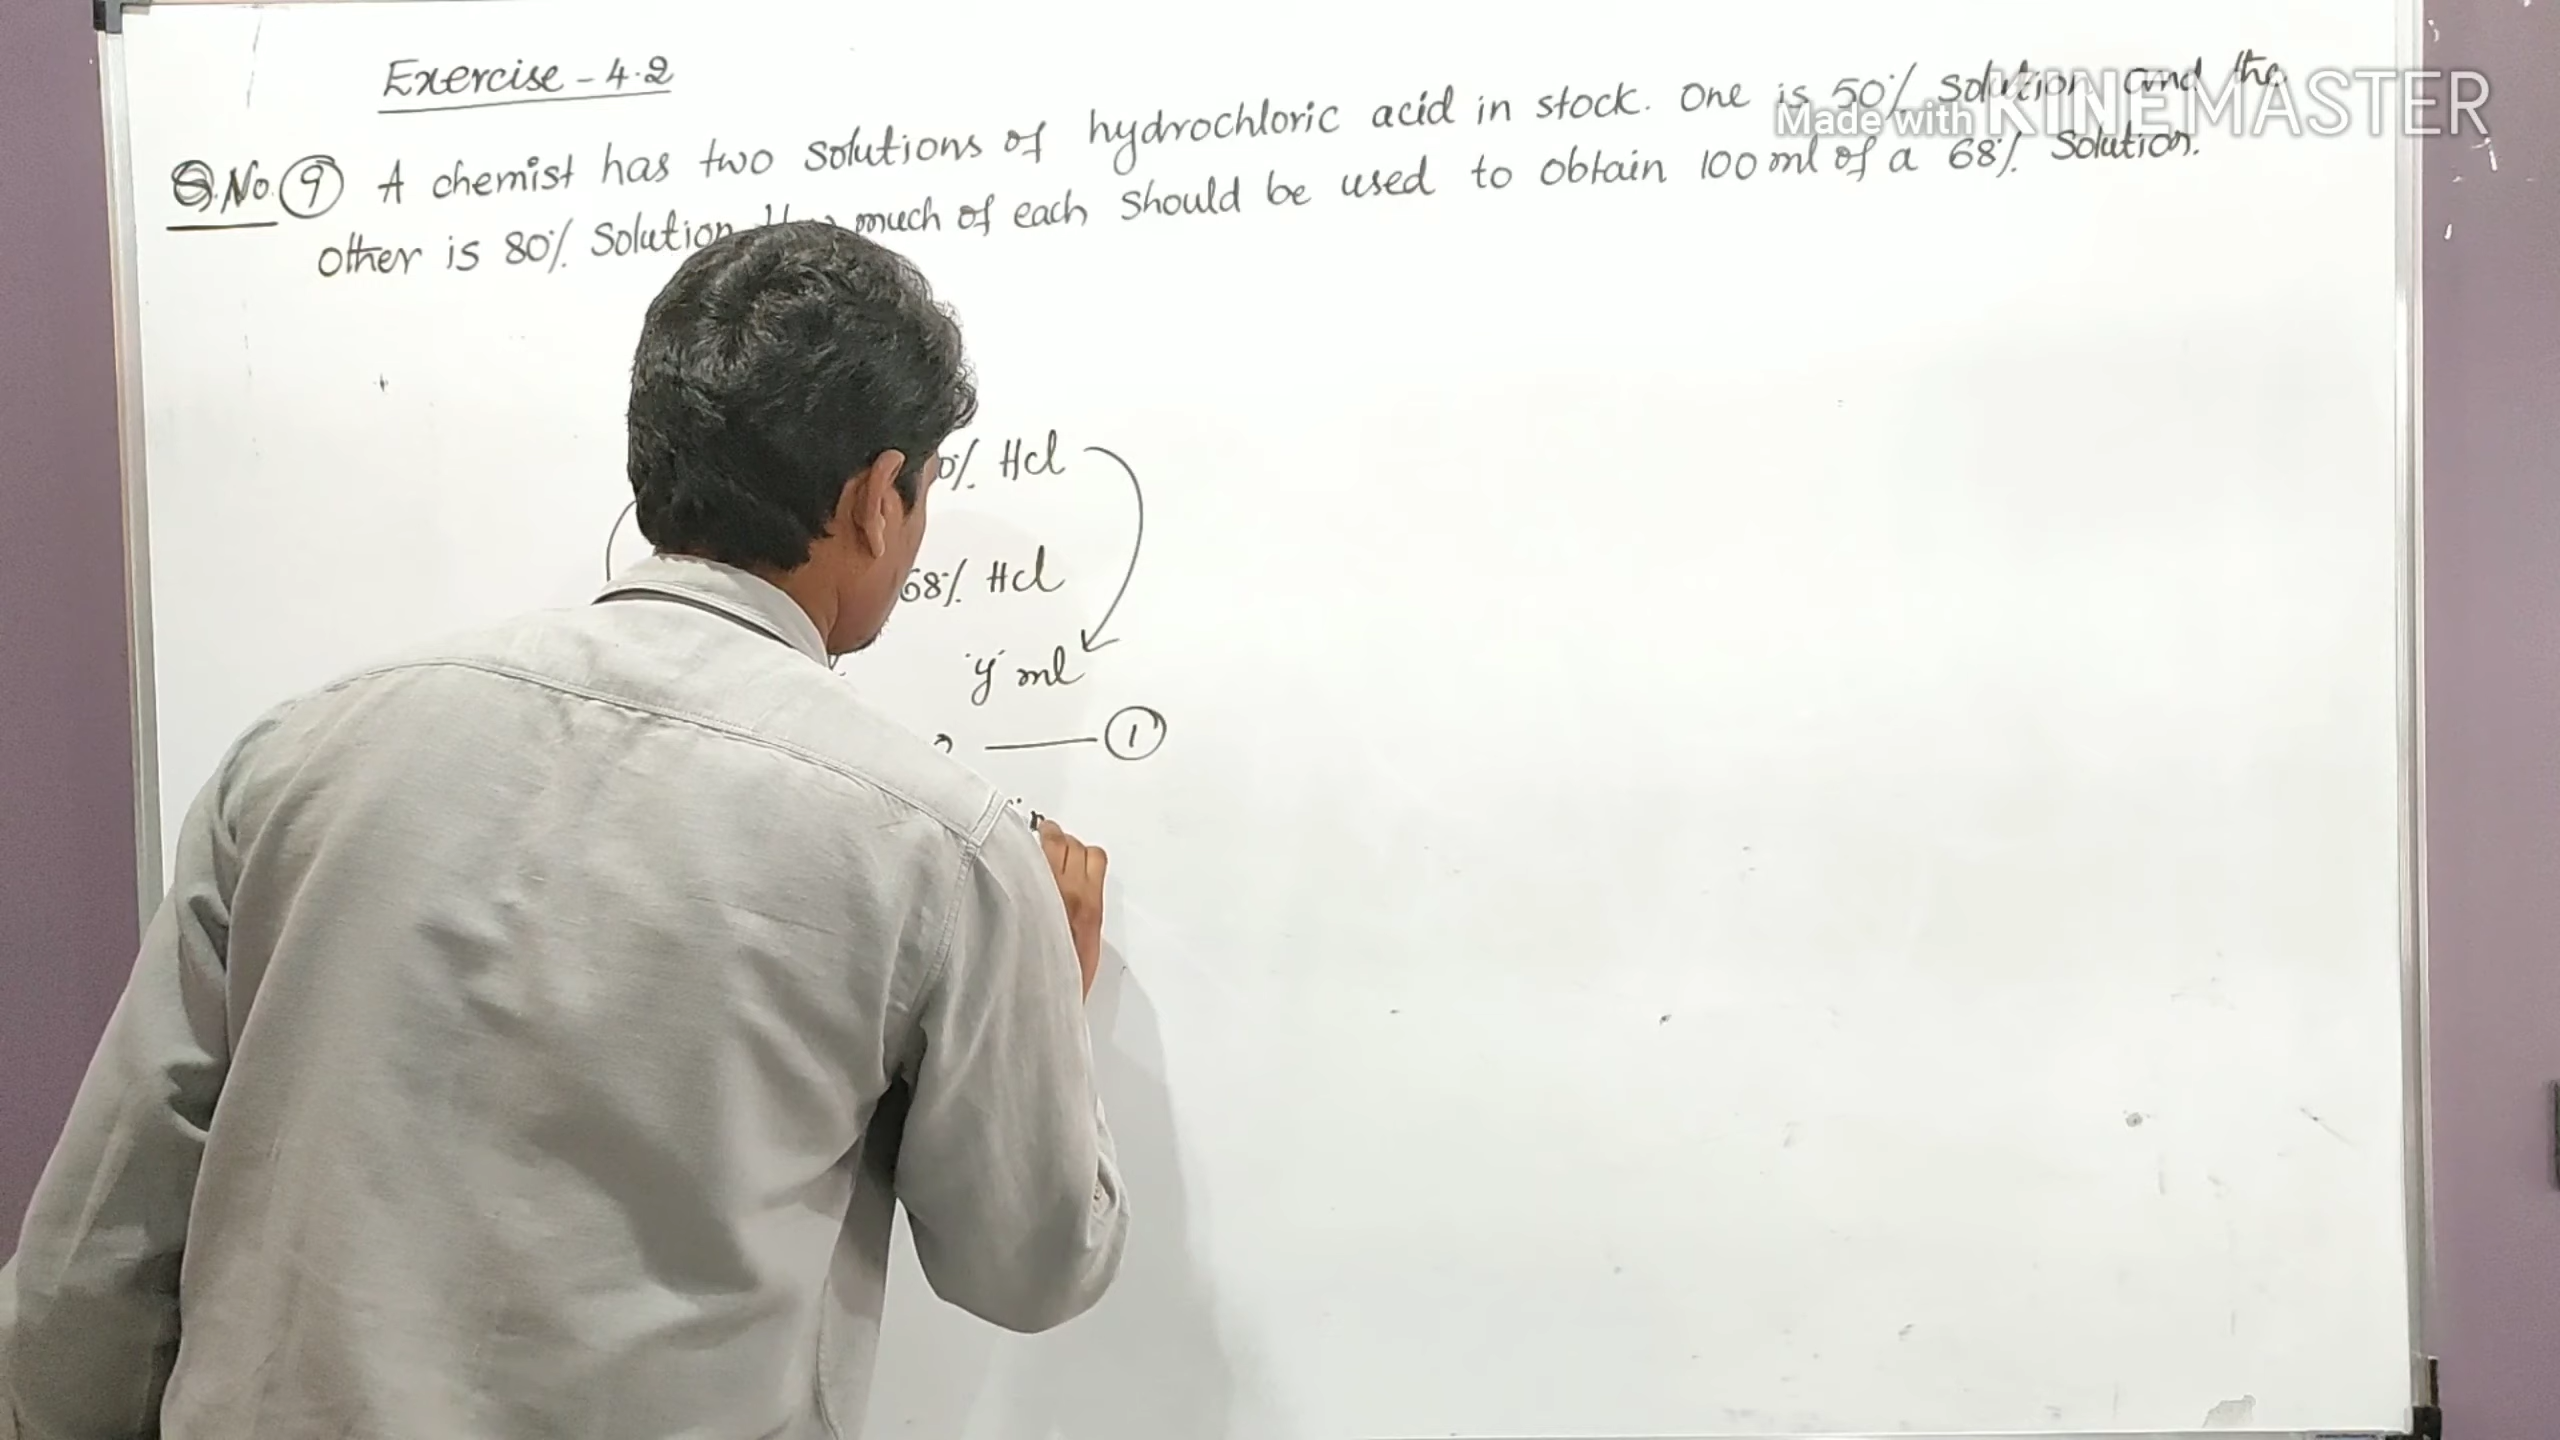 Exercise - 4.2
Q.No. 9 A chemist has two solutions of hydrochloric acid in stock. One is 50% solution and the
other is 80% solution much of each should be used to obtain 100 ml of a 68% solution.
Made with KINEMASTER
0% Hcl
68% Hcl
'y' ml
1